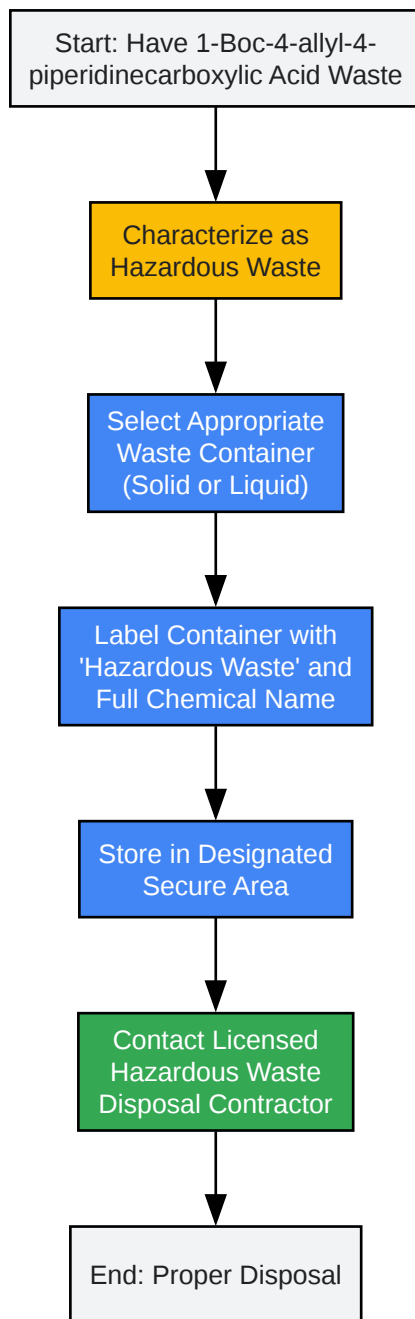 Start: Have 1-Boc-4-allyl-4-
piperidinecarboxylic Acid Waste
Characterize as
Hazardous Waste
Select Appropriate
Waste Container
(Solid or Liquid)
Label Container with
'Hazardous Waste' and
Full Chemical Name
Store in Designated
Secure Area
Contact Licensed
Hazardous Waste
Disposal Contractor
End: Proper Disposal